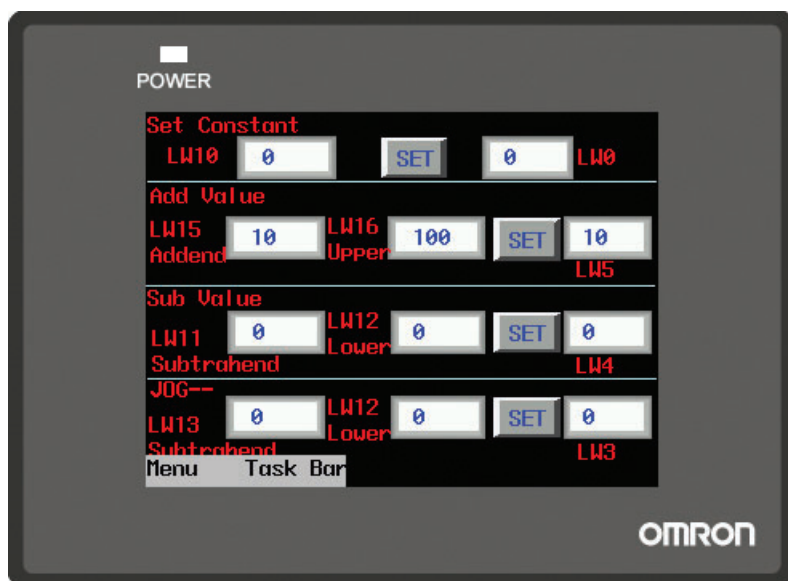 POWER
Set Constant
LW10 0 SET 0 LW0
Add Value
LW15 Addend 10 LW16 Upper 100 SET 10 LW5
Sub Value
LW11 Subtrahend 0 LW12 Lower 0 SET 0 LW4
JOG--
LW13 Subtrahend 0 LW12 Lower 0 SET 0 LW3
Menu Task Bar
OMRON